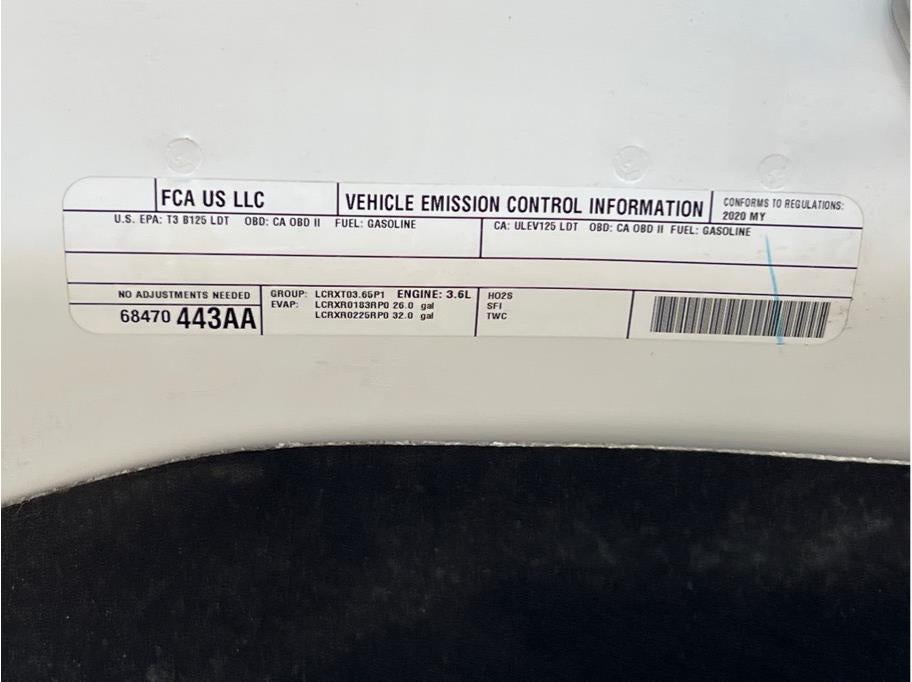 FCA US LLC
VEHICLE EMISSION CONTROL INFORMATION
CONFORMS TO REGULATIONS:
2020 MY
U.S. EPA: T3 B125 LDT OBD: CA OBD II FUEL: GASOLINE
CA: ULEV125 LDT OBD: CA OBD II FUEL: GASOLINE
NO ADJUSTMENTS NEEDED
68470 443AA
GROUP: LCRXT03.65P1 ENGINE: 3.6L
EVAP: LCRXR0183RP0 26.0 gal
LCRXR0225RP0 32.0 gal
HO2S
SFI
TWC